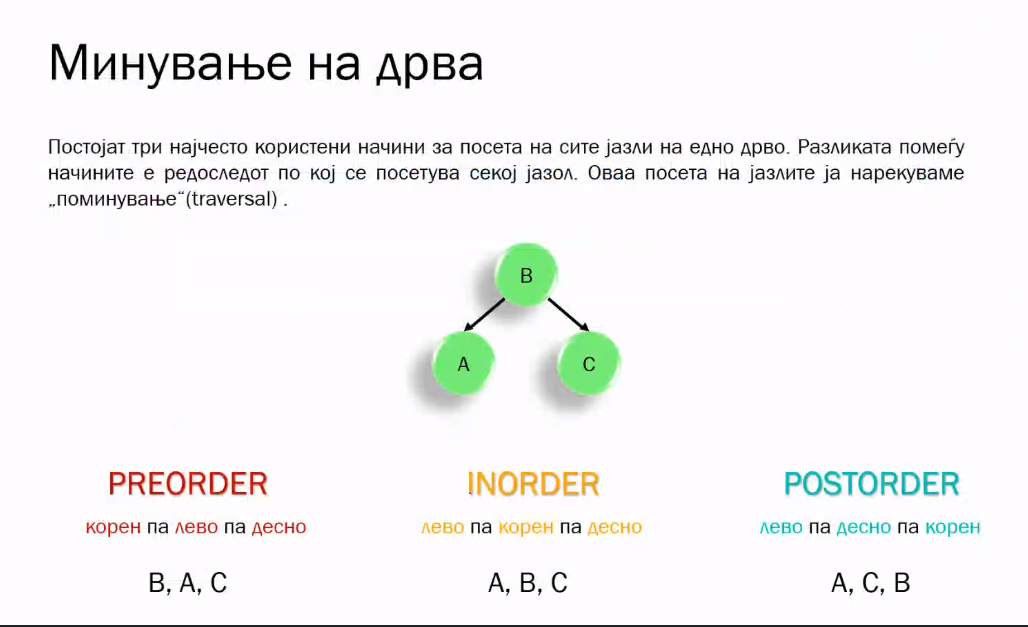 Минување на дрва
Постојат три најчесто користени начини за посета на сите јазли на едно дрво. Разликата помеѓу
начините е редоследот по кој се посетува секој јазол. Оваа посета на јазлите ја нарекуваме
„поминување“(traversal) .
B
A
C
PREORDER
INORDER
POSTORDER
корен па лево па десно
лево па корен па десно
лево па десно па корен
B, A, C
A, B, C
A, C, B